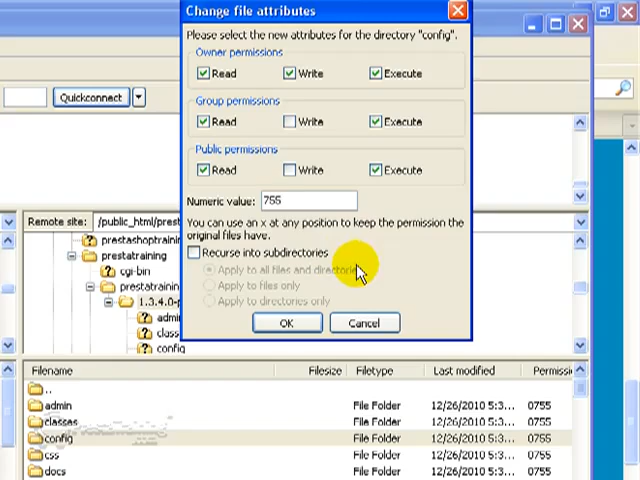 Change file attributes
Please select the new attributes for the directory "config".
Owner permissions
Read Write Execute
Group permissions
Read Write Execute
Public permissions
Read Write Execute
Numeric value: 755
You can use an x at any position to keep the permission the
original files have.
Recurse into subdirectories
Apply to all files and directories
Apply to files only
Apply to directories only
OK Cancel
Quickconnect
Remote site: /public_html/prest
prestashoptrainin
prestatraining
cgi-bin
prestatraining
1.3.4.0-p
admi
class
config
Filename Filesize Filetype Last modified Permissi
..
admin File Folder 12/26/2010 5:3... 0755
classes File Folder 12/26/2010 5:3... 0755
config File Folder 12/26/2010 5:3... 0755
css File Folder 12/26/2010 5:3... 0755
docs File Folder 12/26/2010 5:3... 0755